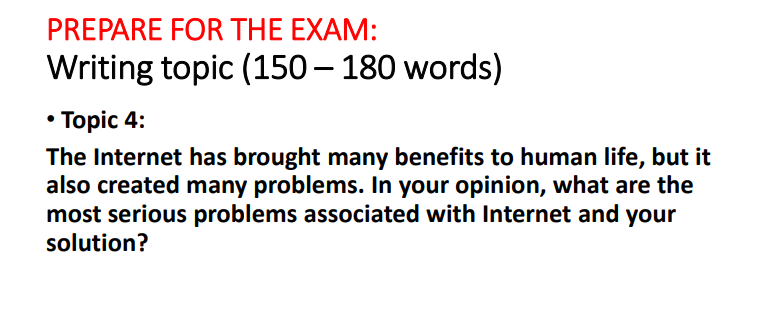 PREPARE FOR THE EXAM:
Writing topic (150 – 180 words)
• Topic 4:
The Internet has brought many benefits to human life, but it
also created many problems. In your opinion, what are the
most serious problems associated with Internet and your
solution?